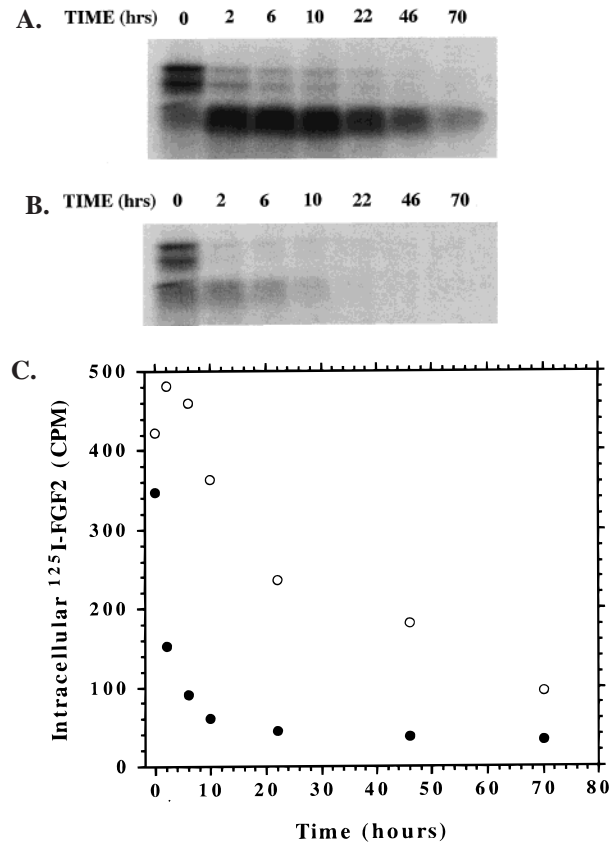 A. TIME (hrs) 0 2 6 10 22 46 70
B. TIME (hrs) 0 2 6 10 22 46 70
C.
500
400
300
200
100
0
Intracellular ¹²⁵I-FGF2 (CPM)
0 10 20 30 40 50 60 70 80
Time (hours)